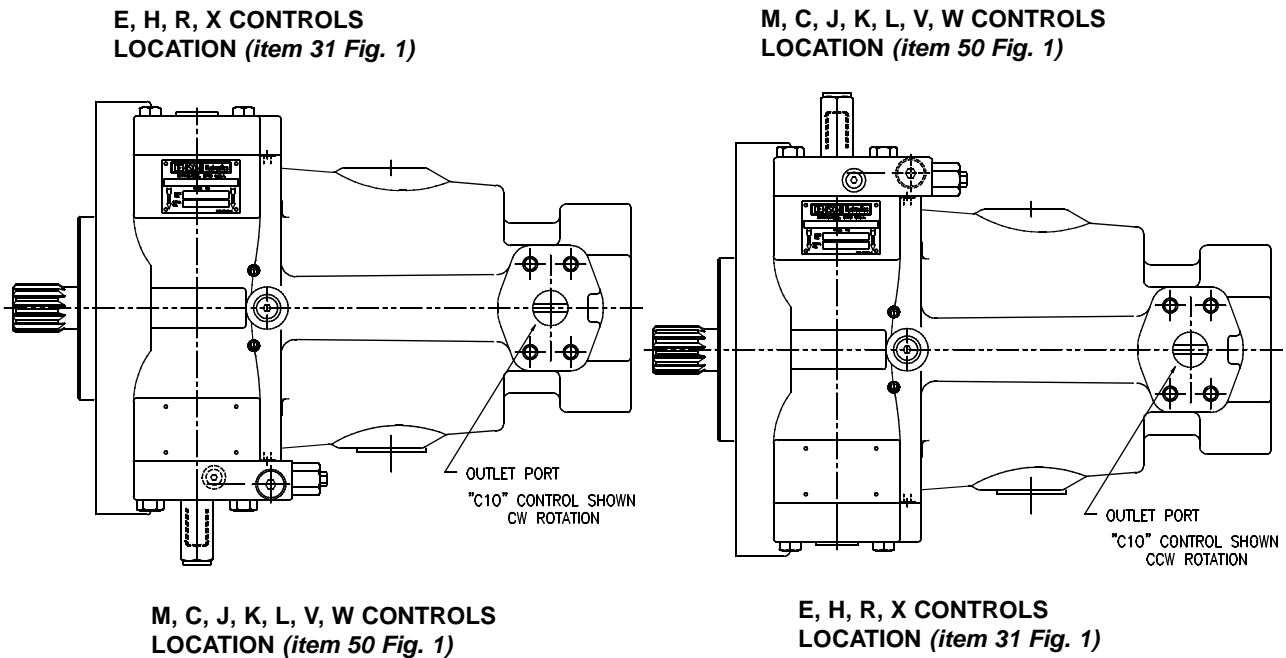 E, H, R, X CONTROLS
LOCATION (item 31 Fig. 1)
M, C, J, K, L, V, W CONTROLS
LOCATION (item 50 Fig. 1)
OUTLET PORT
"C10" CONTROL SHOWN
CW ROTATION
OUTLET PORT
"C10" CONTROL SHOWN
CCW ROTATION
M, C, J, K, L, V, W CONTROLS
LOCATION (item 50 Fig. 1)
E, H, R, X CONTROLS
LOCATION (item 31 Fig. 1)